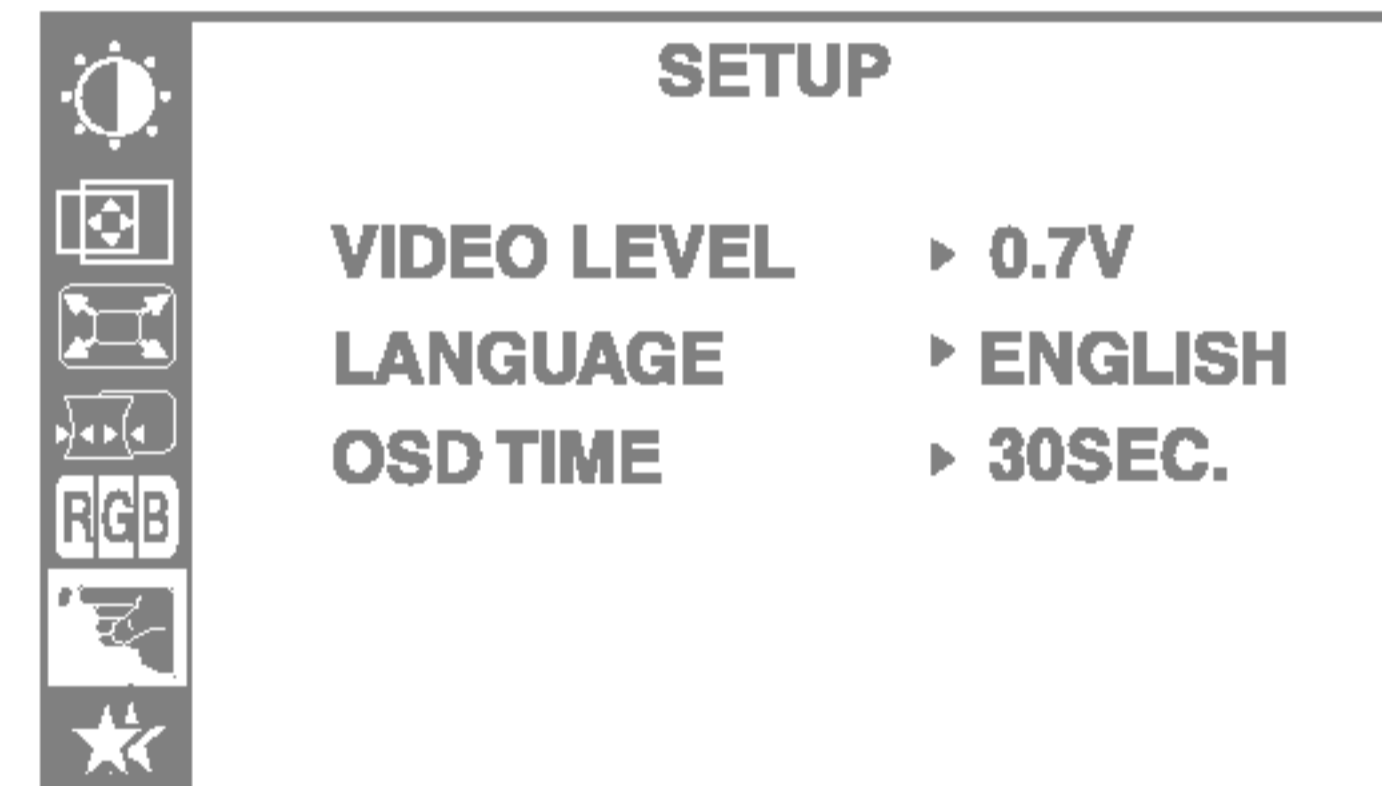 SETUP
VIDEO LEVEL ▸ 0.7V
LANGUAGE ▸ ENGLISH
OSD TIME ▸ 30SEC.
RGB